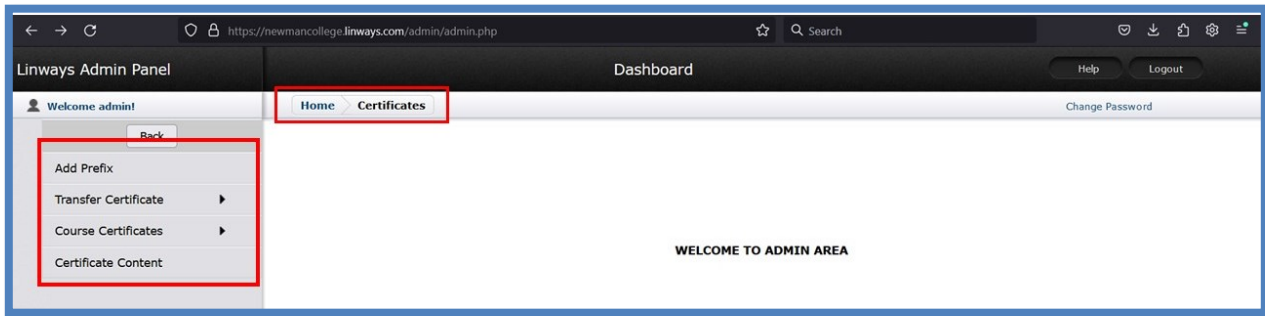 https://newmancollege.linways.com/admin/admin.php
Search
Linways Admin Panel
Dashboard
Help
Logout
Welcome admin!
Home
Certificates
Change Password
Back
Add Prefix
Transfer Certificate
Course Certificates
Certificate Content
WELCOME TO ADMIN AREA